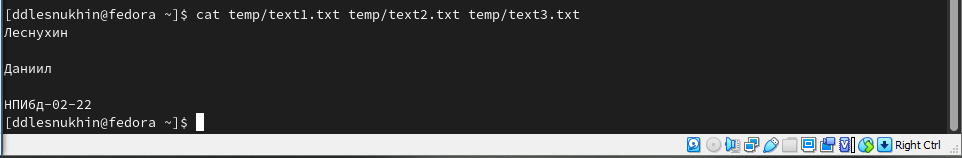 [ddlesnukhin@fedora ~]$ cat temp/text1.txt temp/text2.txt temp/text3.txt
Леснухин
Даниил
НПИбд-02-22
[ddlesnukhin@fedora ~]$
Right Ctrl